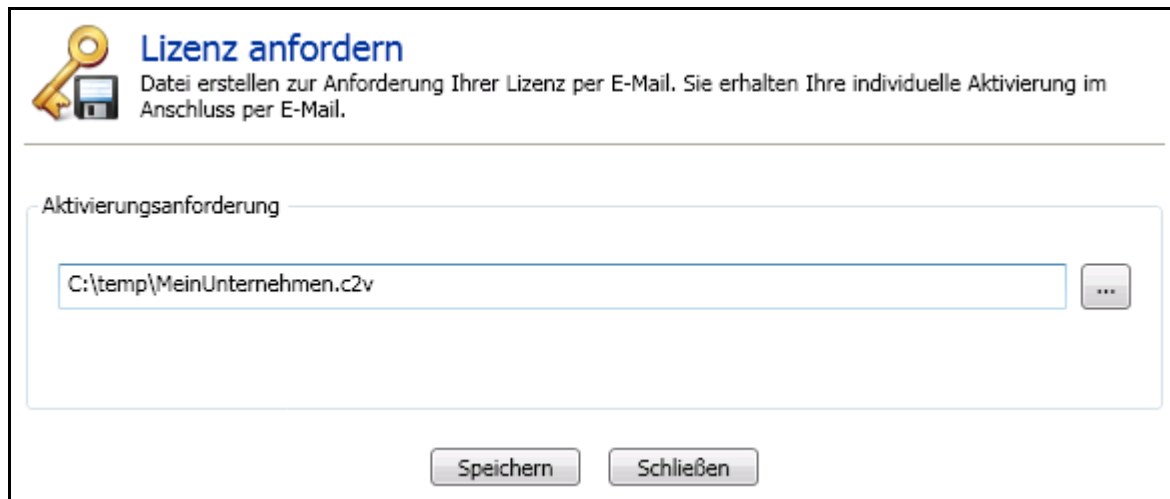 Lizenz anfordern
Datei erstellen zur Anforderung Ihrer Lizenz per E-Mail. Sie erhalten Ihre individuelle Aktivierung im
Anschluss per E-Mail.
Aktivierungsanforderung
C:\temp\MeinUnternehmen.c2v
...
Speichern
Schließen